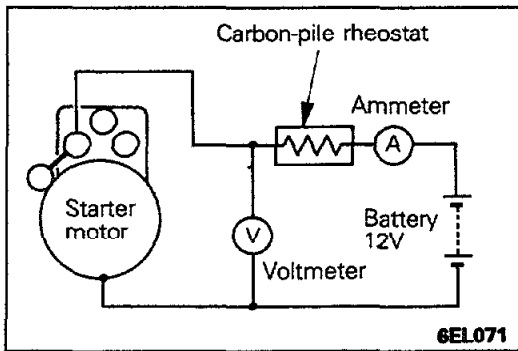 Carbon-pile rheostat
Ammeter
A
Starter
motor
V
Voltmeter
Battery
12V
6EL071